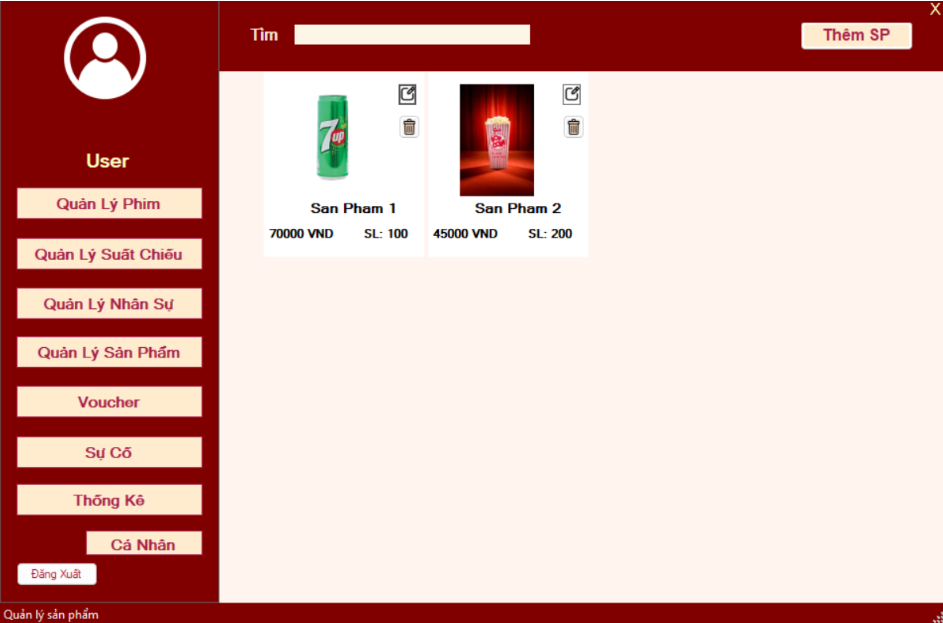 X
Tìm
Thêm SP
User
Quản Lý Phim
Quản Lý Suất Chiếu
Quản Lý Nhân Sự
Quản Lý Sản Phẩm
Voucher
Sự Cố
Thống Kê
Cá Nhân
Đăng Xuất
7up
San Pham 1
70000 VND
SL: 100
San Pham 2
45000 VND
SL: 200
Quản lý sản phẩm